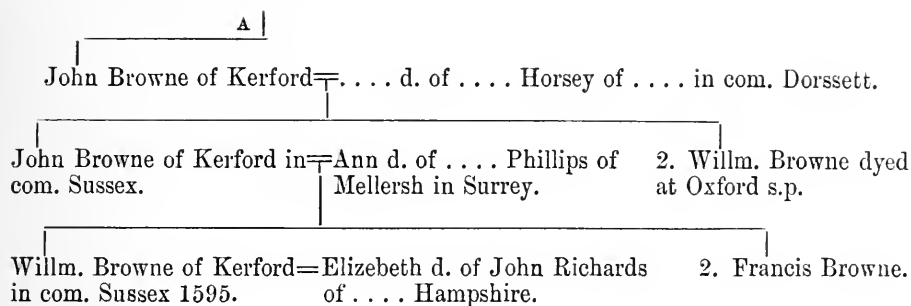 A
John Browne of Kerford=. . . . d. of . . . . Horsey of . . . . in com. Dorssett.
John Browne of Kerford in=Ann d. of . . . . Phillips of 2. Willm. Browne dyed
com. Sussex. Mellersh in Surrey. at Oxford s.p.
Willm. Browne of Kerford=Elizebeth d. of John Richards 2. Francis Browne.
in com. Sussex 1595. of . . . . Hampshire.